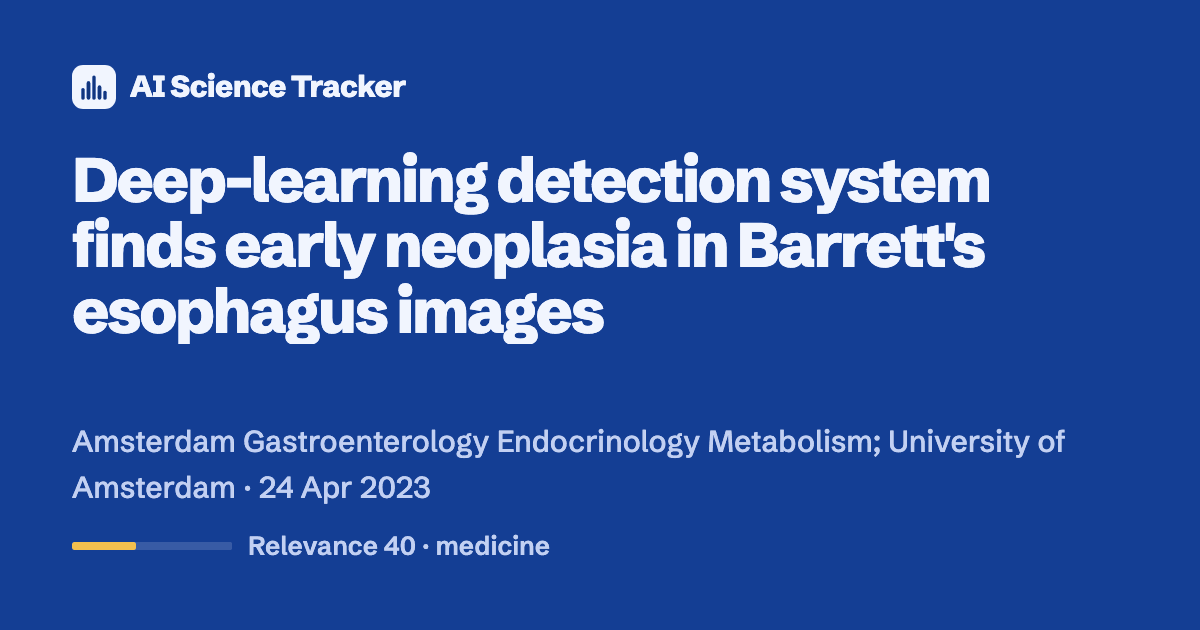 AI Science Tracker
Deep-learning detection system
finds early neoplasia in Barrett's
esophagus images
Amsterdam Gastroenterology Endocrinology Metabolism; University of
Amsterdam · 24 Apr 2023
Relevance 40 · medicine